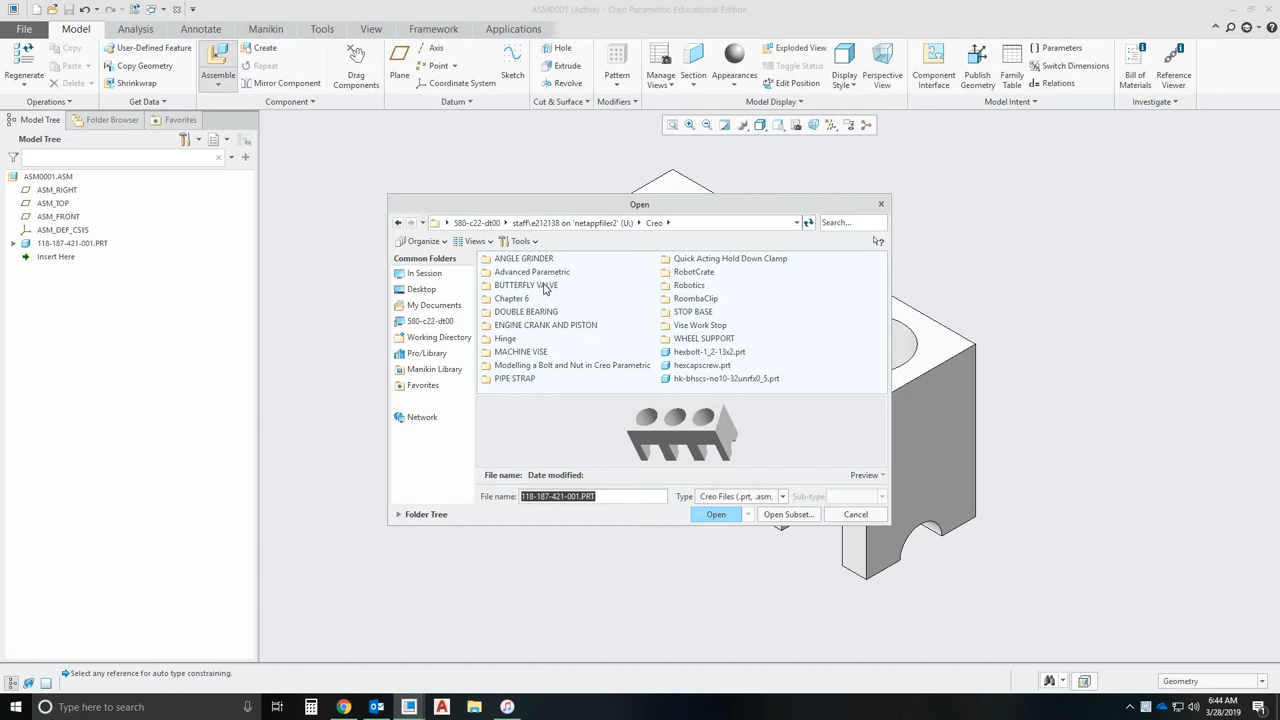 ASM0001 (Active) - Creo Parametric Educational Edition
File Model Analysis Annotate Manikin Tools View Framework Applications
Regenerate
Copy
Paste
Delete
User-Defined Feature
Copy Geometry
Shrinkwrap
Assemble
Create
Repeat
Mirror Component
Drag Components
Plane
Axis
Point
Coordinate System
Sketch
Hole
Extrude
Revolve
Pattern
Manage Views
Section
Appearances
Exploded View
Toggle Status
Edit Position
Display Style
Perspective View
Component Interface
Publish Geometry
Family Table
Parameters
Switch Dimensions
Relations
Bill of Materials
Reference Viewer
Operations Get Data Component Datum Cut & Surface Modifiers Model Display Model Intent Investigate
Model Tree Folder Browser Favorites
Model Tree
ASM0001.ASM
ASM_RIGHT
ASM_TOP
ASM_FRONT
ASM_DEF_CSYS
118-187-421-001.PRT
Insert Here
Open
580-c22-dt00 staff\e212138 on 'netappfiler2' (U:) Creo
Search...
Organize Views Tools
Common Folders
In Session
Desktop
My Documents
580-c22-dt00
Working Directory
Pro/Library
Manikin Library
Favorites
Network
ANGLE GRINDER
Advanced Parametric
BUTTERFLY VALVE
Chapter 6
DOUBLE BEARING
ENGINE CRANK AND PISTON
Hinge
MACHINE VISE
Modelling a Bolt and Nut in Creo Parametric
PIPE STRAP
Quick Acting Hold Down Clamp
RobotCrate
Robotics
RoombaClip
STOP BASE
Vise Work Stop
WHEEL SUPPORT
hexbolt-1_2-13x2.prt
hexcapscrew.prt
hk-bhscs-no10-32unrfx0_5.prt
File name: Date modified: Preview
File name: 118-187-421-001.PRT Type Creo Files (.prt, .asm, Sub-type
Folder Tree Open Open Subset... Cancel
Select any reference for auto type constraining.
Geometry
Type here to search
6:44 AM
3/28/2019